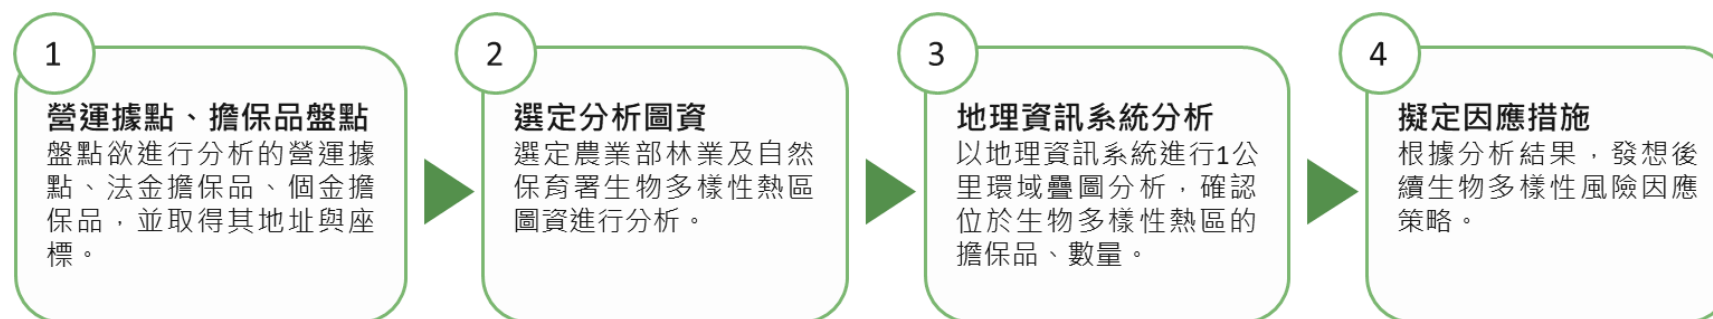 1
營運據點、擔保品盤點
盤點欲進行分析的營運據
點、法金擔保品、個金擔
保品，並取得其地址與座
標。
2
選定分析圖資
選定農業部林業及自然
保育署生物多樣性熱區
圖資進行分析。
3
地理資訊系統分析
以地理資訊系統進行1公
里環域疊圖分析，確認
位於生物多樣性熱區的
擔保品、數量。
4
擬定因應措施
根據分析結果，發想後
續生物多樣性風險因應
策略。